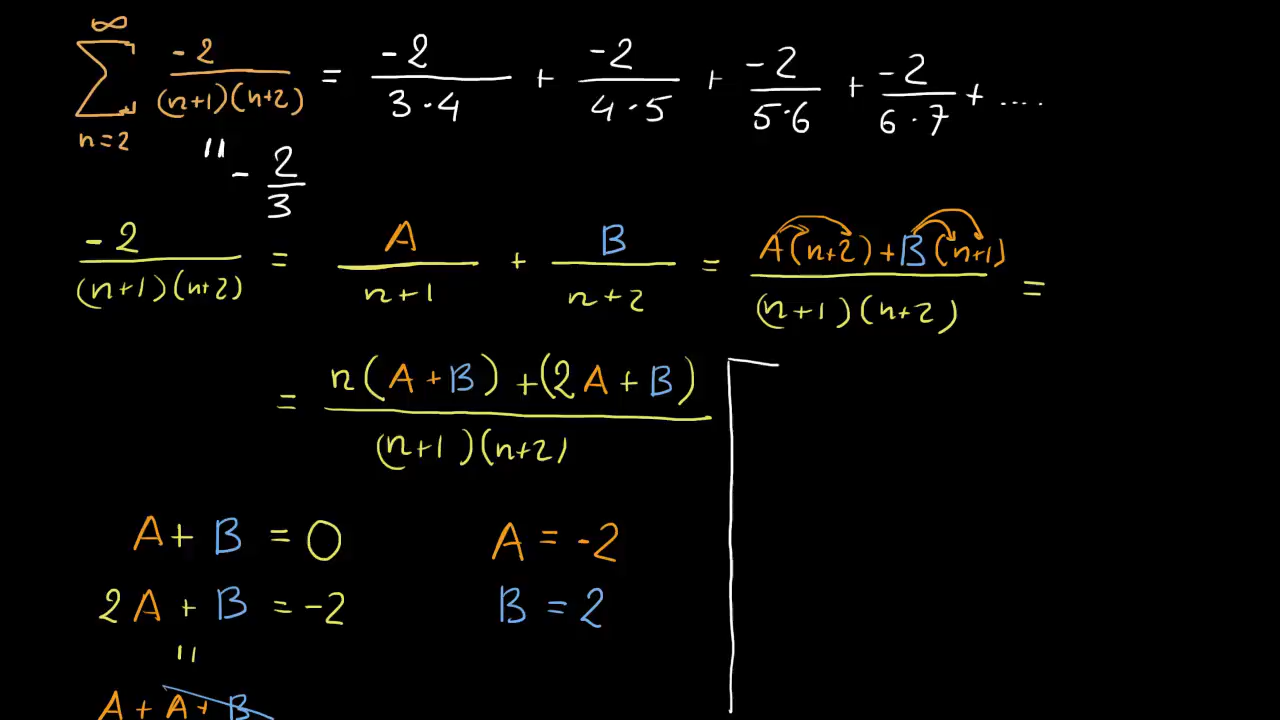 ∞
∑ -2/((n+1)(n+2)) = -2/(3·4) + -2/(4·5) + -2/(5·6) + -2/(6·7) + ....
n=2
" - 2/3
-2/((n+1)(n+2)) = A/(n+1) + B/(n+2) = (A(n+2)+B(n+1))/((n+1)(n+2)) =
= (n(A+B)+(2A+B))/((n+1)(n+2))
A+B=0 A=-2
2A+B=-2 B=2
"
A+A+B